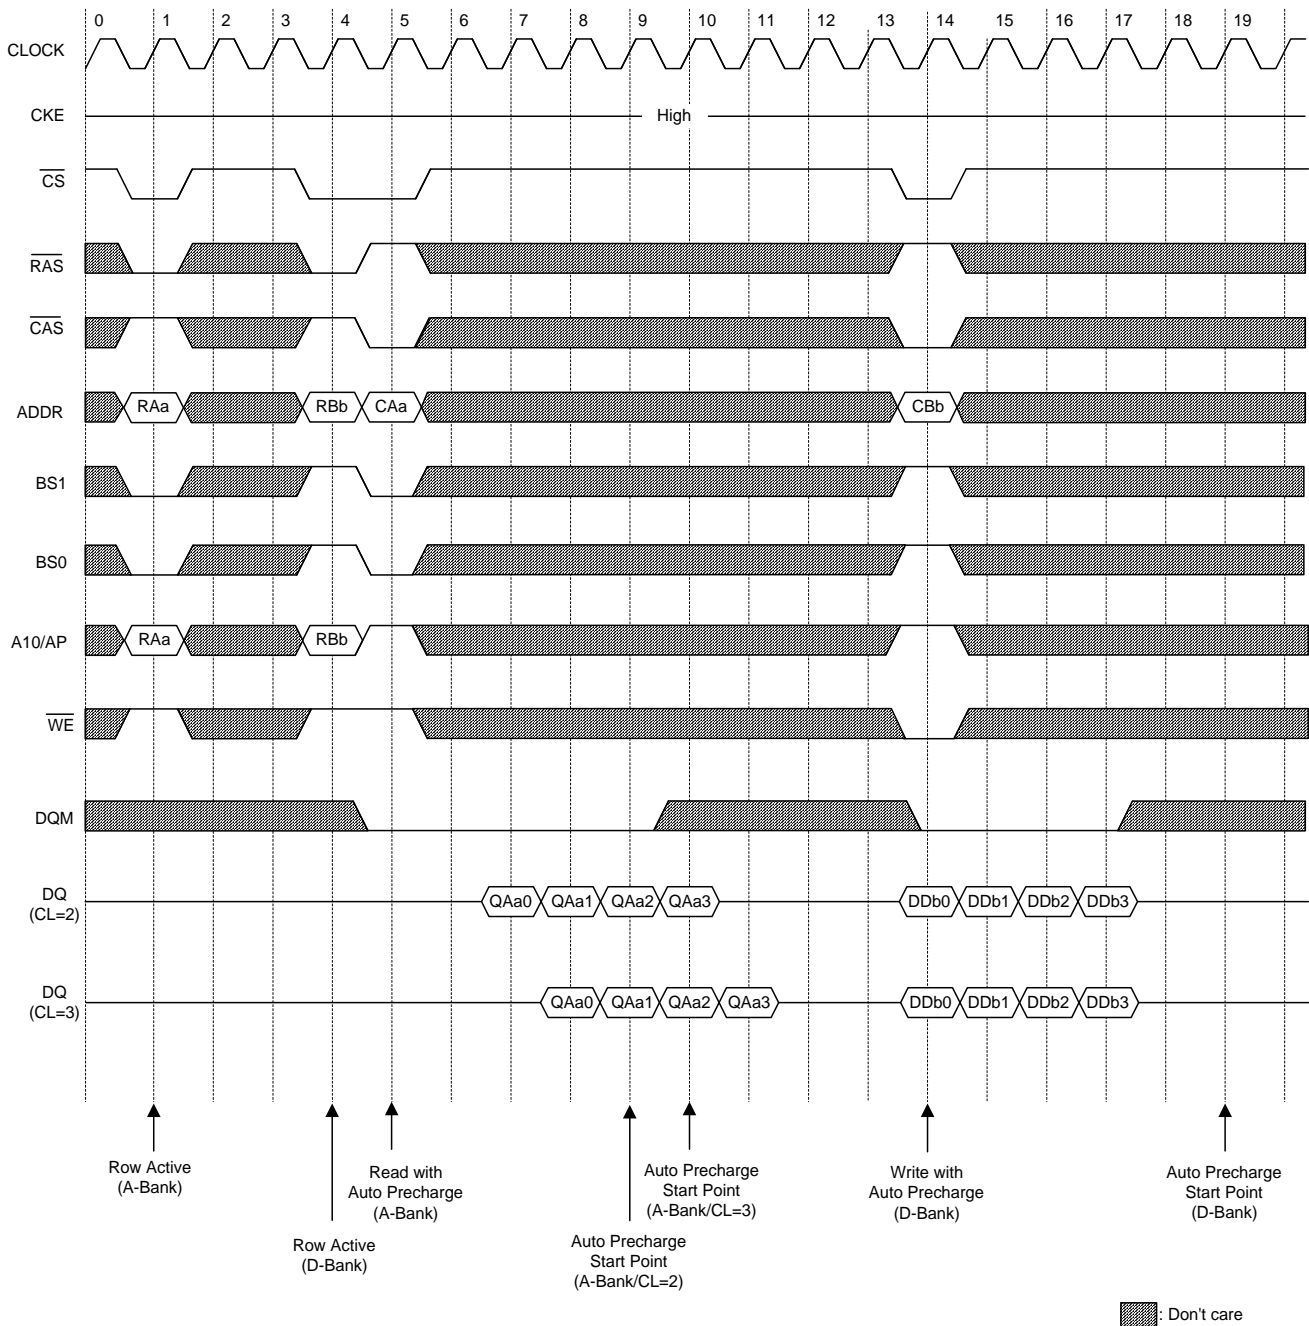 0 1 2 3 4 5 6 7 8 9 10 11 12 13 14 15 16 17 18 19
CLOCK
CKE High
CS
RAS
CAS
ADDR RAa RBb CAa CBb
BS1
BS0
A10/AP RAa RBb
WE
DQM
DQ
(CL=2)
QAa0 QAa1 QAa2 QAa3 DDb0 DDb1 DDb2 DDb3
DQ
(CL=3)
QAa0 QAa1 QAa2 QAa3 DDb0 DDb1 DDb2 DDb3
Row Active
(A-Bank)
Row Active
(D-Bank)
Read with
Auto Precharge
(A-Bank)
Auto Precharge
Start Point
(A-Bank/CL=2)
Auto Precharge
Start Point
(A-Bank/CL=3)
Write with
Auto Precharge
(D-Bank)
Auto Precharge
Start Point
(D-Bank)
: Don't care